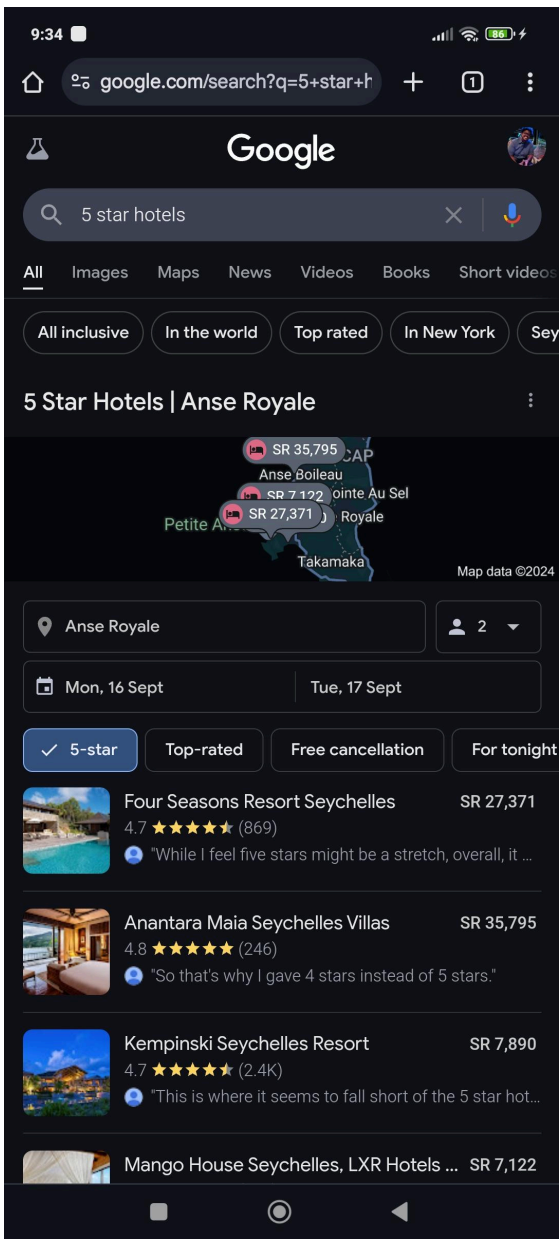 9:34
86
google.com/search?q=5+star+h
1
Google
5 star hotels
All Images Maps News Videos Books Short videos
All inclusive In the world Top rated In New York Sey
5 Star Hotels | Anse Royale
SR 35,795 CAP
Anse Boileau
SR 7,122 ointe Au Sel
SR 27,371 Royale
Petite
Takamaka
Map data ©2024
Anse Royale 2
Mon, 16 Sept Tue, 17 Sept
5-star Top-rated Free cancellation For tonight
Four Seasons Resort Seychelles SR 27,371
4.7 (869)
"While I feel five stars might be a stretch, overall, it ...
Anantara Maia Seychelles Villas SR 35,795
4.8 (246)
"So that's why I gave 4 stars instead of 5 stars."
Kempinski Seychelles Resort SR 7,890
4.7 (2.4K)
"This is where it seems to fall short of the 5 star hot...
Mango House Seychelles, LXR Hotels ... SR 7,122